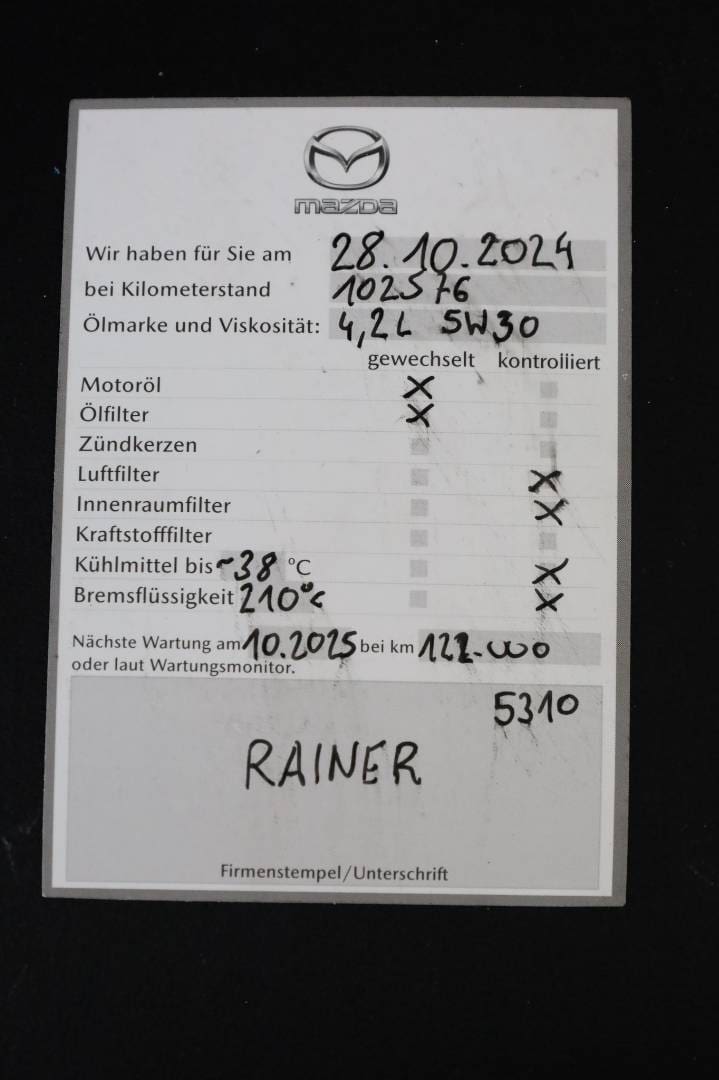 mazda
Wir haben für Sie am 28.10.2024
bei Kilometerstand 102576
Ölmarke und Viskosität: 4,2L 5W30
gewechselt kontrolliert
Motoröl X
Ölfilter X
Zündkerzen
Luftfilter X
Innenraumfilter X
Kraftstofffilter
Kühlmittel bis -38 °C X
Bremsflüssigkeit 210°C X
Nächste Wartung am 10.2025 bei km 122.000
oder laut Wartungsmonitor.
5310
RAINER
Firmenstempel/Unterschrift